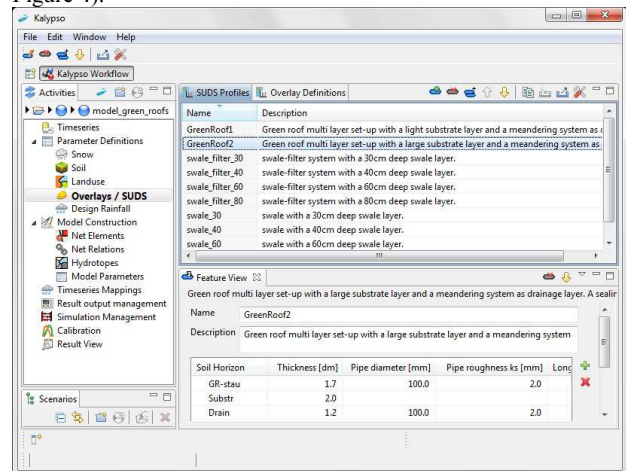 Figure 4).
Kalypso
File Edit Window Help
Kalypso Workflow
Activities
model_green_roofs
Timeseries
Parameter Definitions
Snow
Soil
Landuse
Overlays / SUDS
Design Rainfall
Model Construction
Net Elements
Net Relations
Hydrotopes
Model Parameters
Timeseries Mappings
Result output management
Simulation Management
Calibration
Result View
Scenarios
SUDS Profiles Overlay Definitions
Name Description
GreenRoof1 Green roof multi layer set-up with a light substrate layer and a meandering system as
GreenRoof2 Green roof multi layer set-up with a large substrate layer and a meandering system as
swale_filter_30 swale-filter system with a 30cm deep swale layer.
swale_filter_40 swale-filter system with a 40cm deep swale layer.
swale_filter_60 swale-filter system with a 60cm deep swale layer.
swale_filter_80 swale-filter system with a 80cm deep swale layer.
swale_30 swale with a 30cm deep swale layer.
swale_40 swale with a 40cm deep swale layer.
swale_60 swale with a 60cm deep swale layer.
Feature View
Green roof multi layer set-up with a large substrate layer and a meandering system as drainage layer. A sealin
Name GreenRoof2
Description Green roof multi layer set-up with a large substrate layer and a meandering system
Soil Horizon Thickness [dm] Pipe diameter [mm] Pipe roughness ks [mm] Long
GR-stau 1.7 100.0 2.0
Substr 2.0
Drain 1.2 100.0 2.0